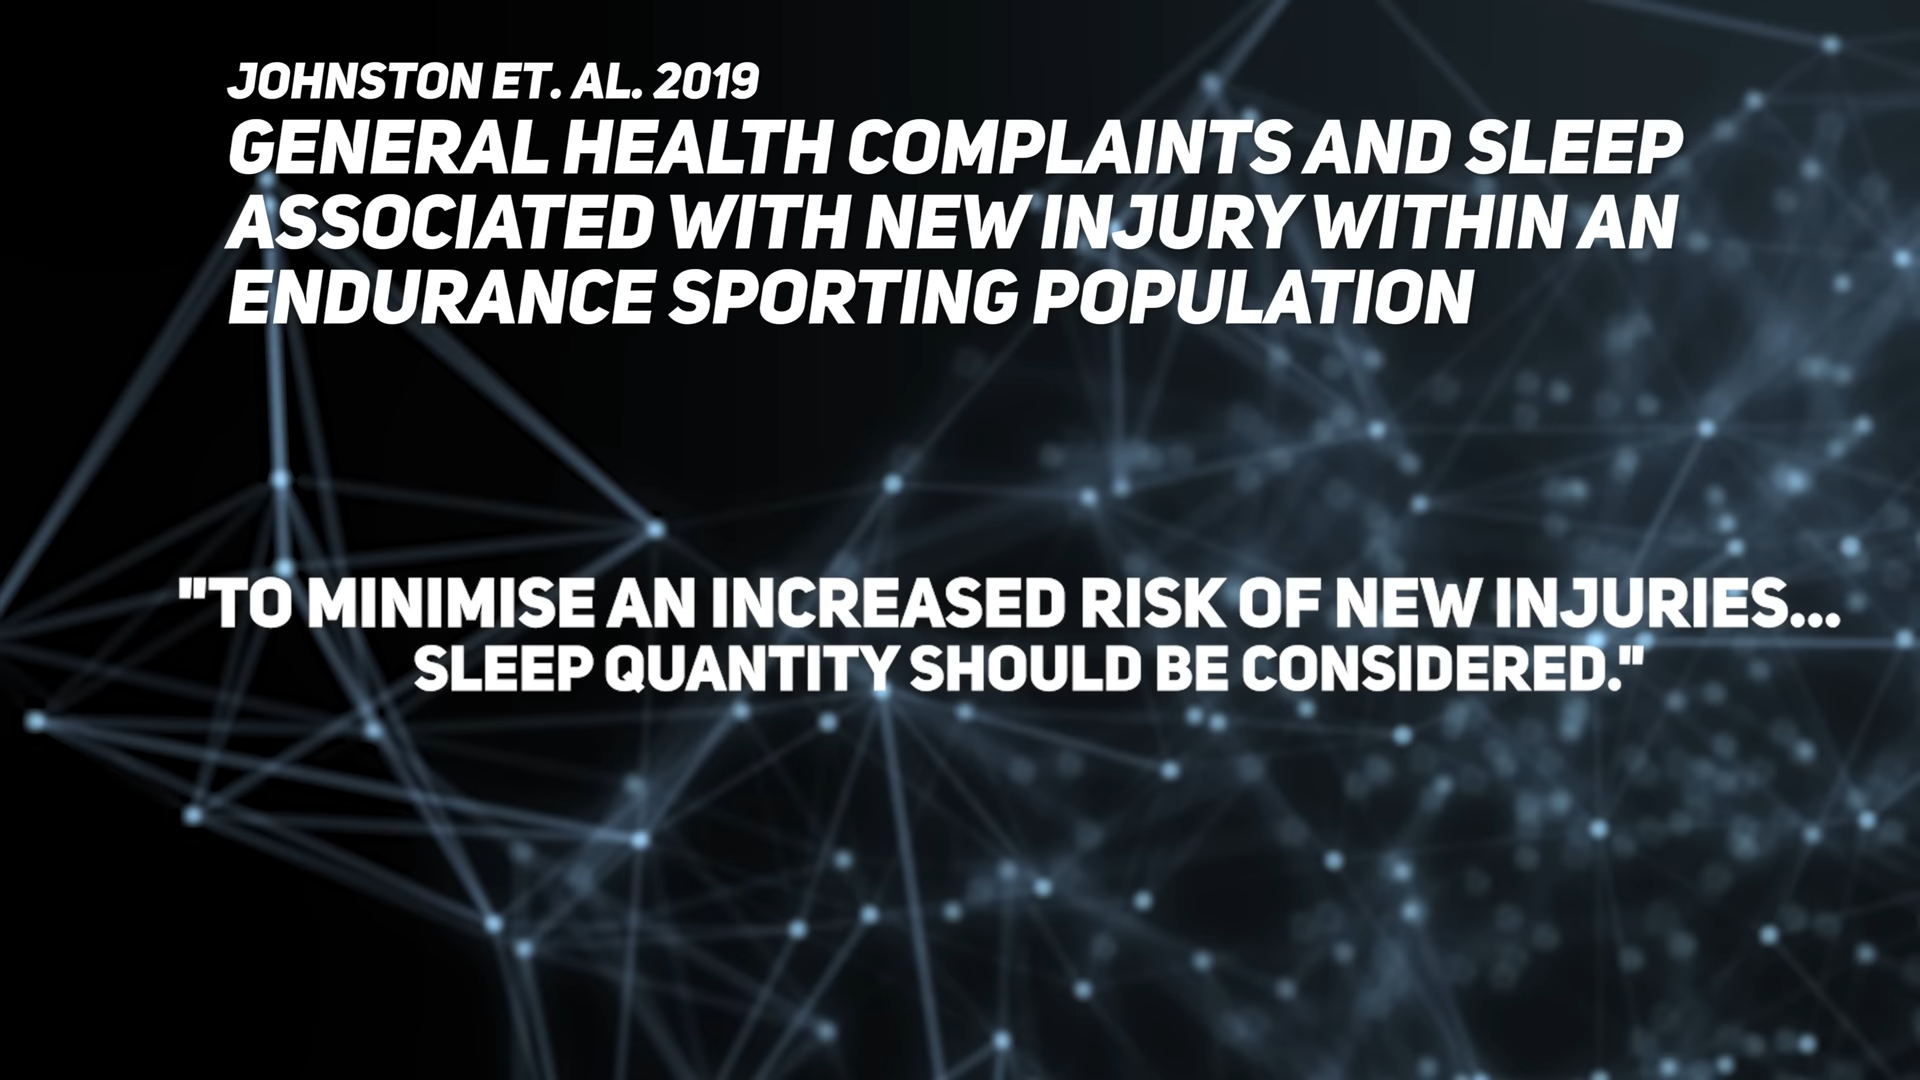 JOHNSTON ET. AL. 2019
GENERAL HEALTH COMPLAINTS AND SLEEP
ASSOCIATED WITH NEW INJURY WITHIN AN
ENDURANCE SPORTING POPULATION
"TO MINIMISE AN INCREASED RISK OF NEW INJURIES...
SLEEP QUANTITY SHOULD BE CONSIDERED."